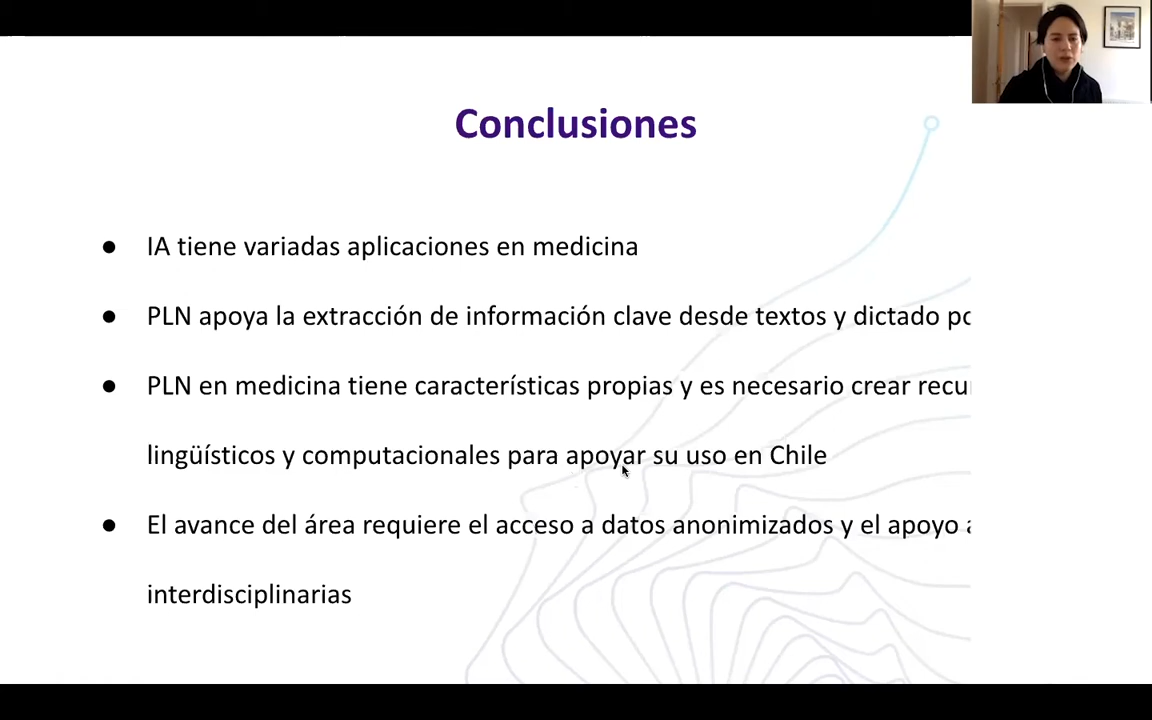 Conclusiones
● IA tiene variadas aplicaciones en medicina
● PLN apoya la extracción de información clave desde textos y dictado
● PLN en medicina tiene características propias y es necesario crear
lingüísticos y computacionales para apoyar su uso en Chile
● El avance del área requiere el acceso a datos anonimizados y el apoyo
interdisciplinarias